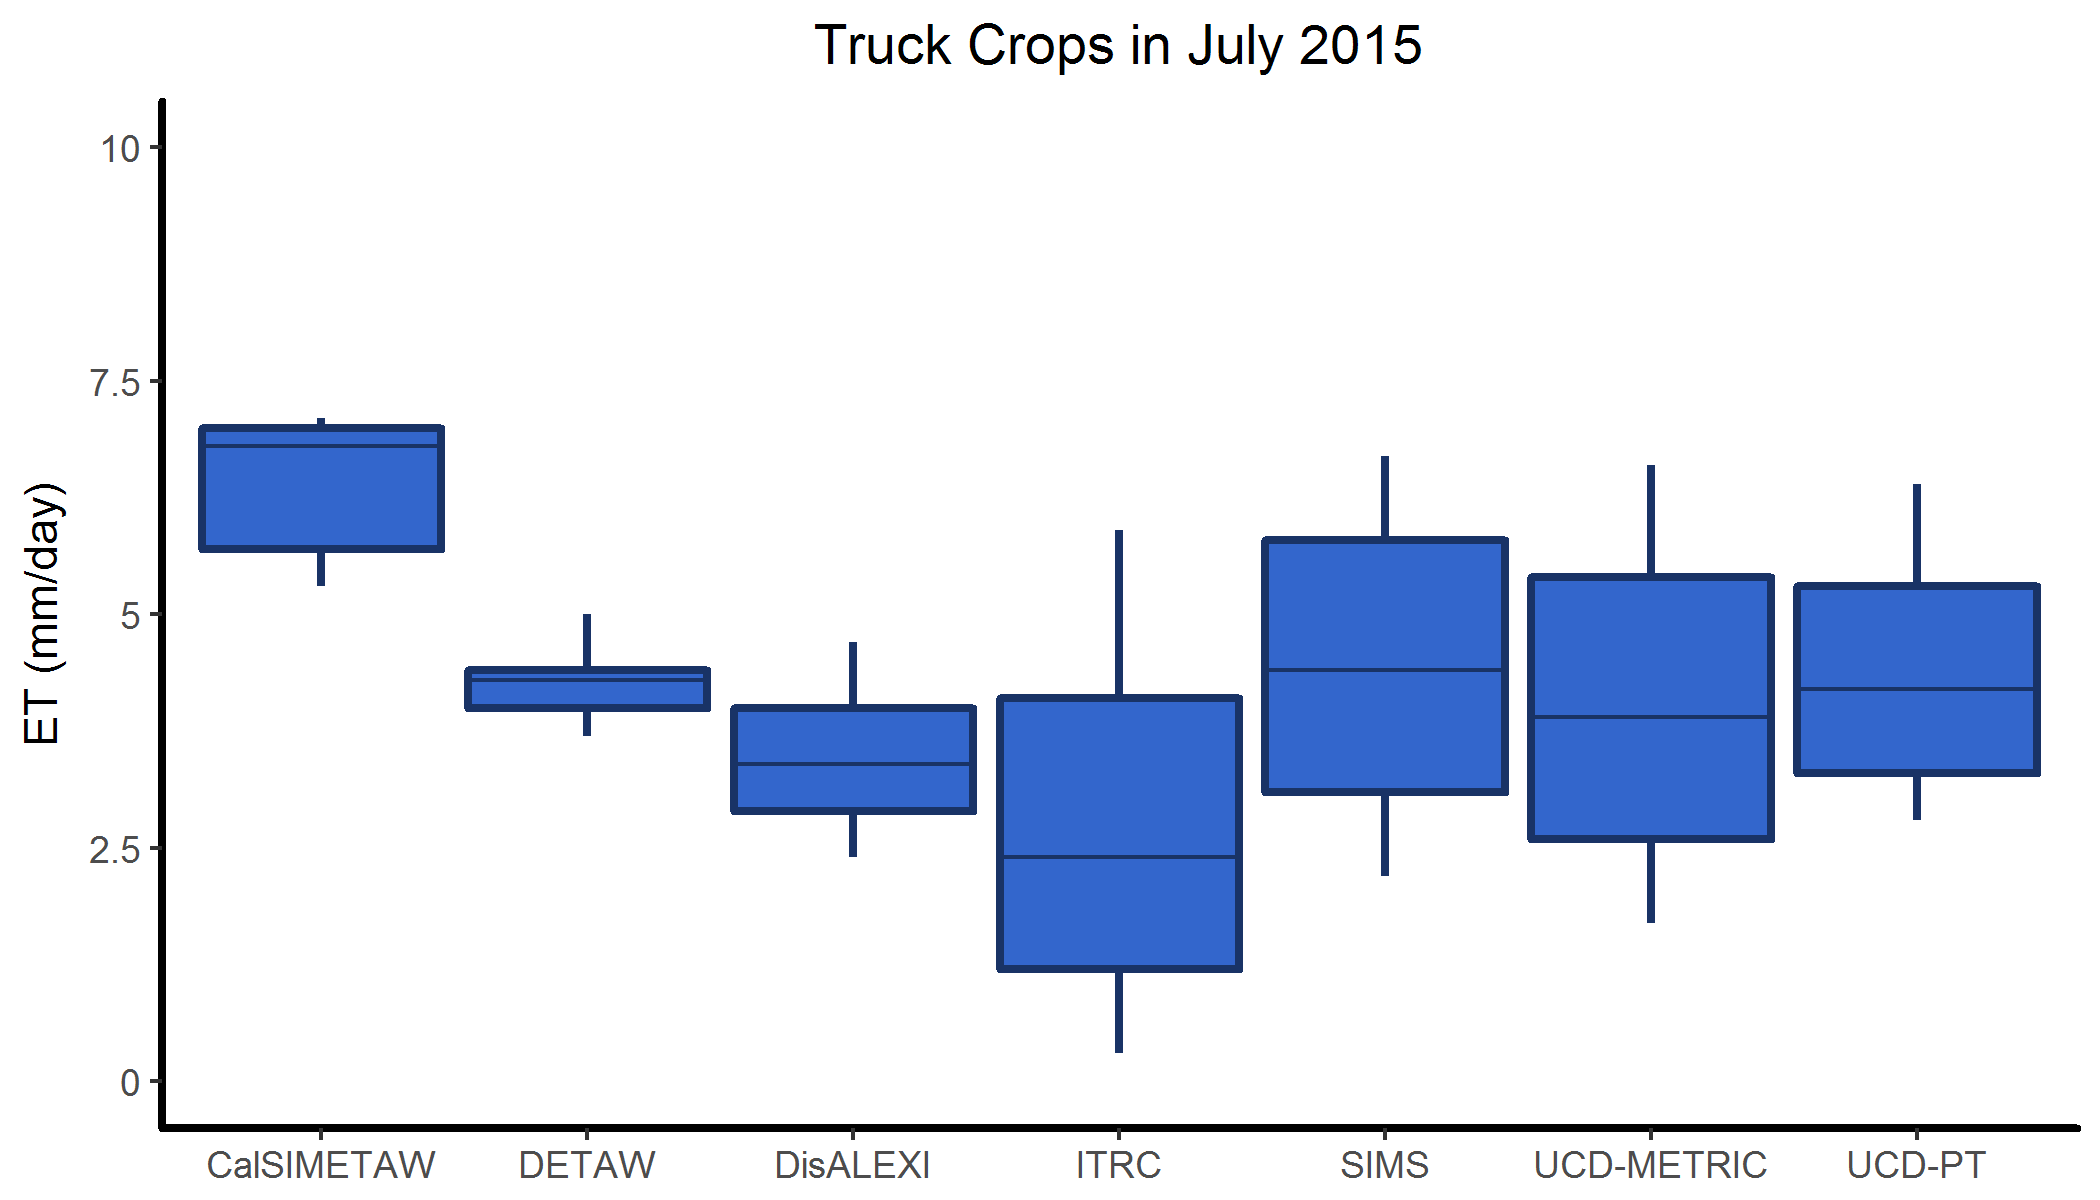 Truck Crops in July 2015
ET (mm/day)
10
7.5
5
2.5
0
CalSIMETAW DETAW DisALEXI ITRC SIMS UCD-METRIC UCD-PT